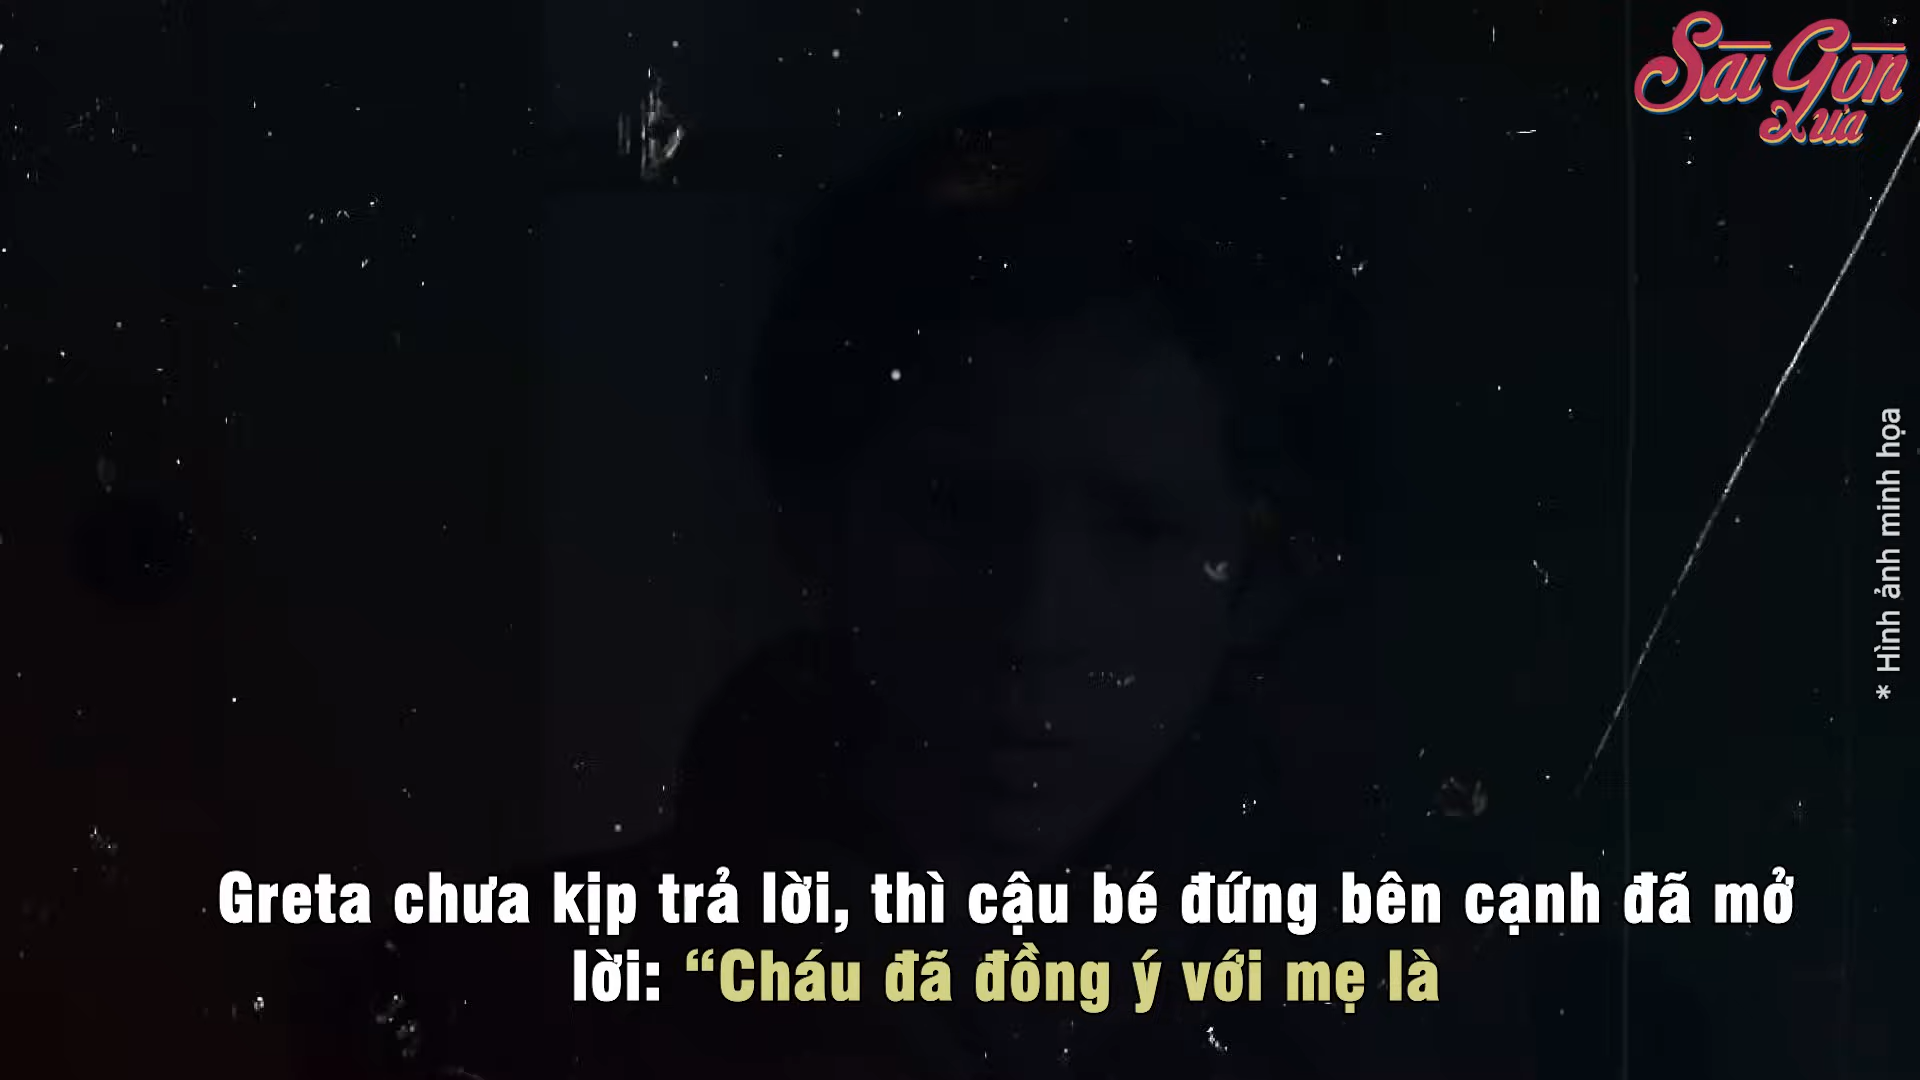 Sài Gòn
Xưa
* Hình ảnh minh họa
Greta chưa kịp trả lời, thì cậu bé đứng bên cạnh đã mở
lời: “Cháu đã đồng ý với mẹ là